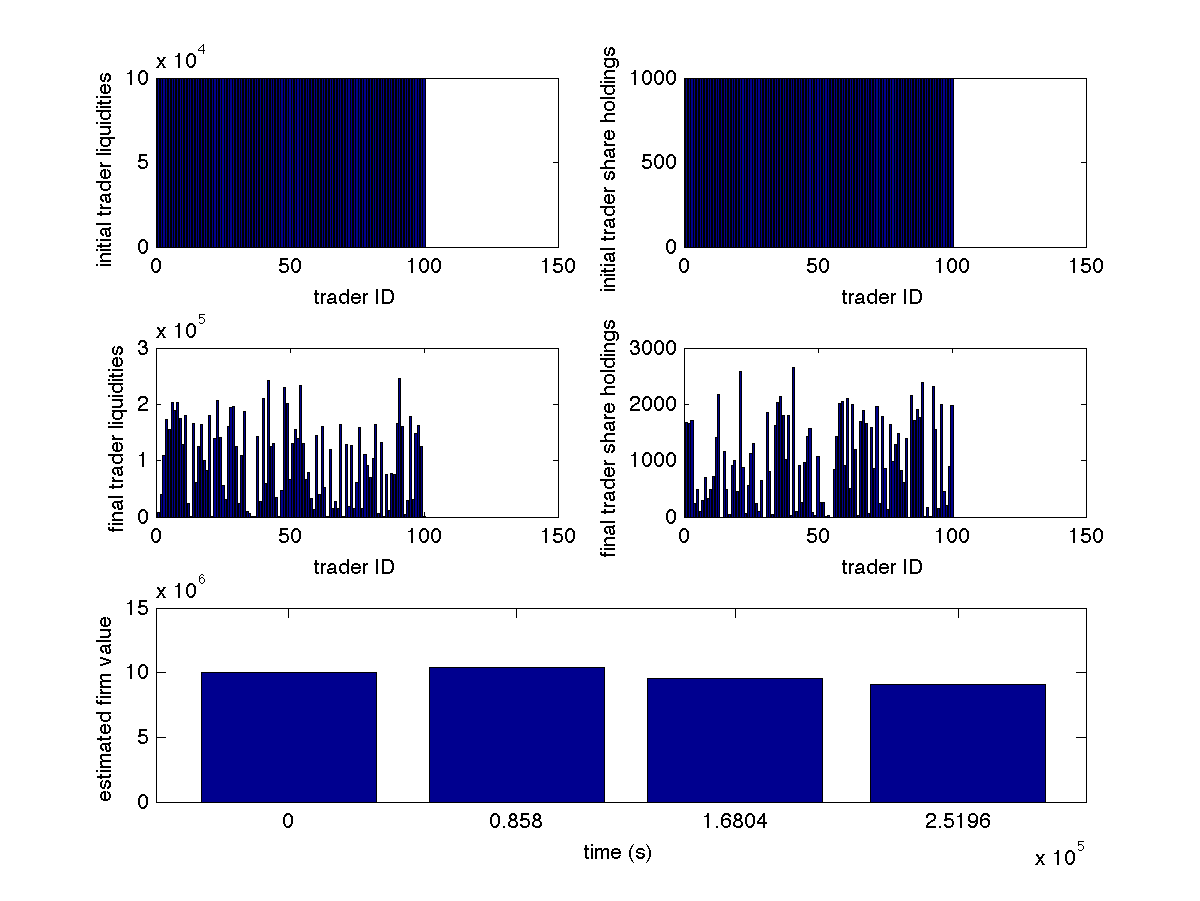 x 10^4
initial trader liquidities
10
5
0
0 50 100 150
trader ID
initial trader share holdings
1000
500
0
0 50 100 150
trader ID
x 10^5
final trader liquidities
3
2
1
0
0 50 100 150
trader ID
final trader share holdings
3000
2000
1000
0
0 50 100 150
trader ID
x 10^6
estimated firm value
15
10
5
0
0 0.858 1.6804 2.5196
time (s)
x 10^5